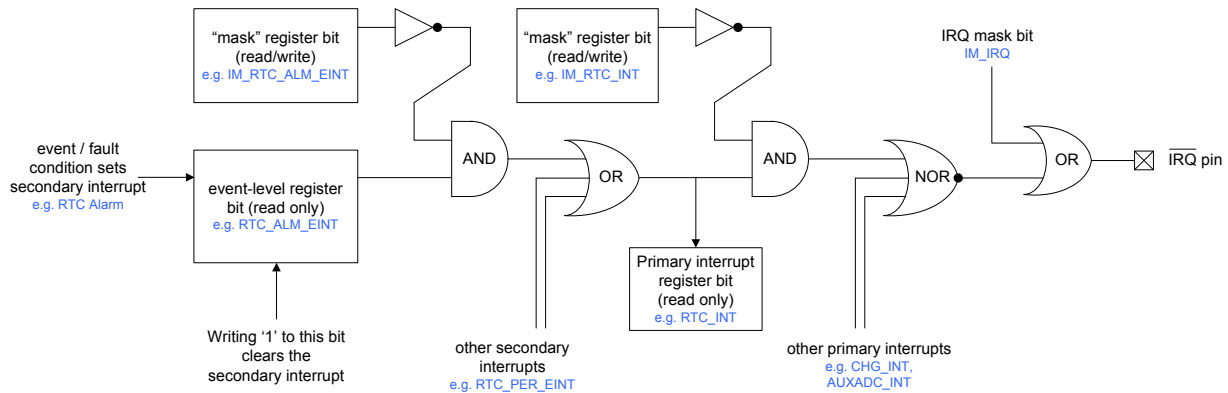 “mask” register bit
(read/write)
e.g. IM_RTC_ALM_EINT
“mask” register bit
(read/write)
e.g. IM_RTC_INT
IRQ mask bit
IM_IRQ
event / fault
condition sets
secondary interrupt
e.g. RTC Alarm
event-level register
bit (read only)
e.g. RTC_ALM_EINT
AND
OR
AND
NOR
OR
IRQ pin
Primary interrupt
register bit
(read only)
e.g. RTC_INT
Writing ‘1’ to this bit
clears the
secondary interrupt
other secondary
interrupts
e.g. RTC_PER_EINT
other primary interrupts
e.g. CHG_INT,
AUXADC_INT